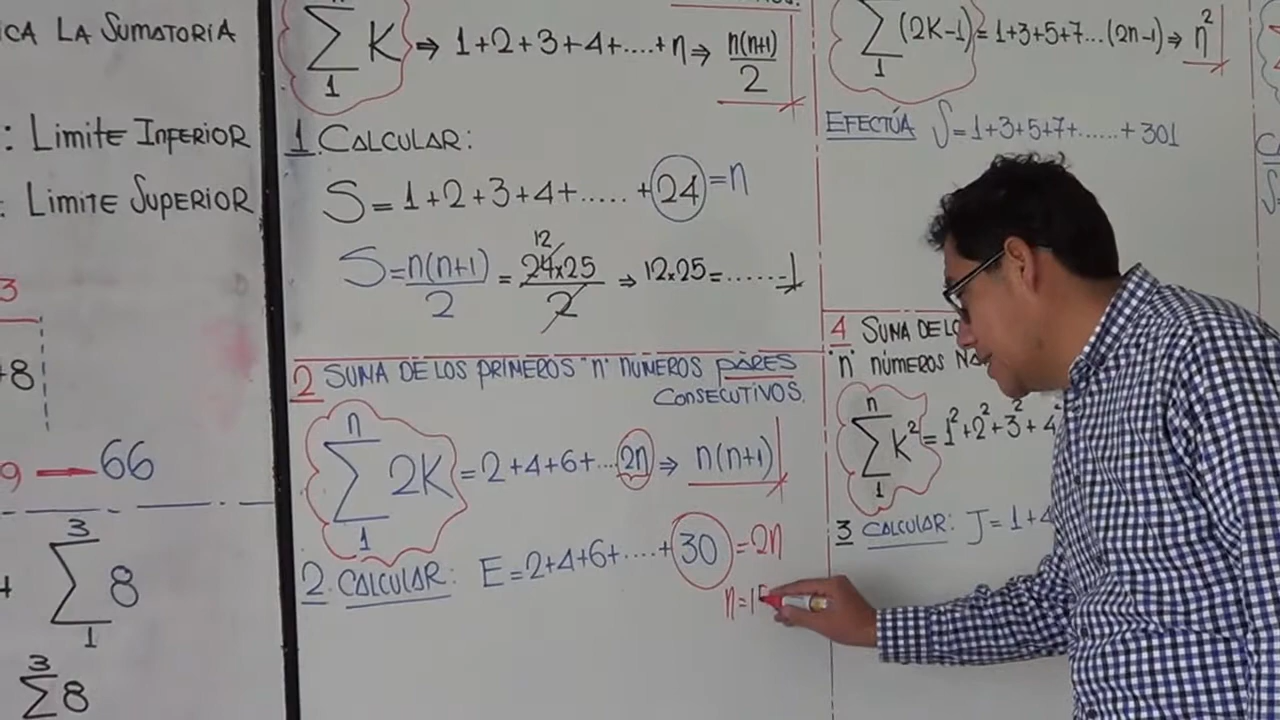 ICA LA SUMATORIA
: LIMITE INFERIOR
: LIMITE SUPERIOR
3
+8
9 → 66
3
∑ 8
1
3
∑ 8
∑ K ⇒ 1+2+3+4+....+n ⇒ n(n+1)/2
1
1. CALCULAR:
S = 1+2+3+4+..... +24 = n
S = n(n+1)/2 = 24x25/2 ⇒ 12.25 = ......
12
2 SUMA DE LOS PRIMEROS "n" NÚMEROS PARES
CONSECUTIVOS.
n
∑ 2K = 2+4+6+...2n ⇒ n(n+1)
1
2. CALCULAR: E = 2+4+6+....+30 = 2n
n=15
∑ (2K-1) = 1+3+5+7...(2n-1) ⇒ n²
1
EFECTÚA S = 1+3+5+7+......+301
4 SUMA DE LO
"n" NÚMEROS NA
n
∑ K² = 1²+2²+3²+4²
1
3 CALCULAR: J = 1+4